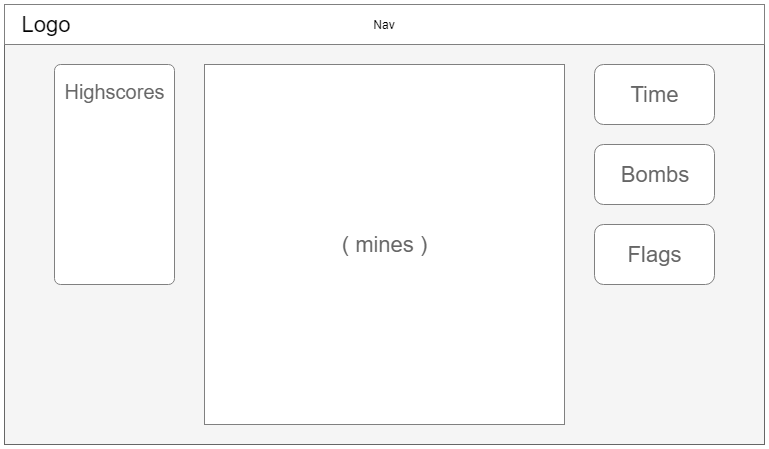 Logo
Nav
Highscores
( mines )
Time
Bombs
Flags